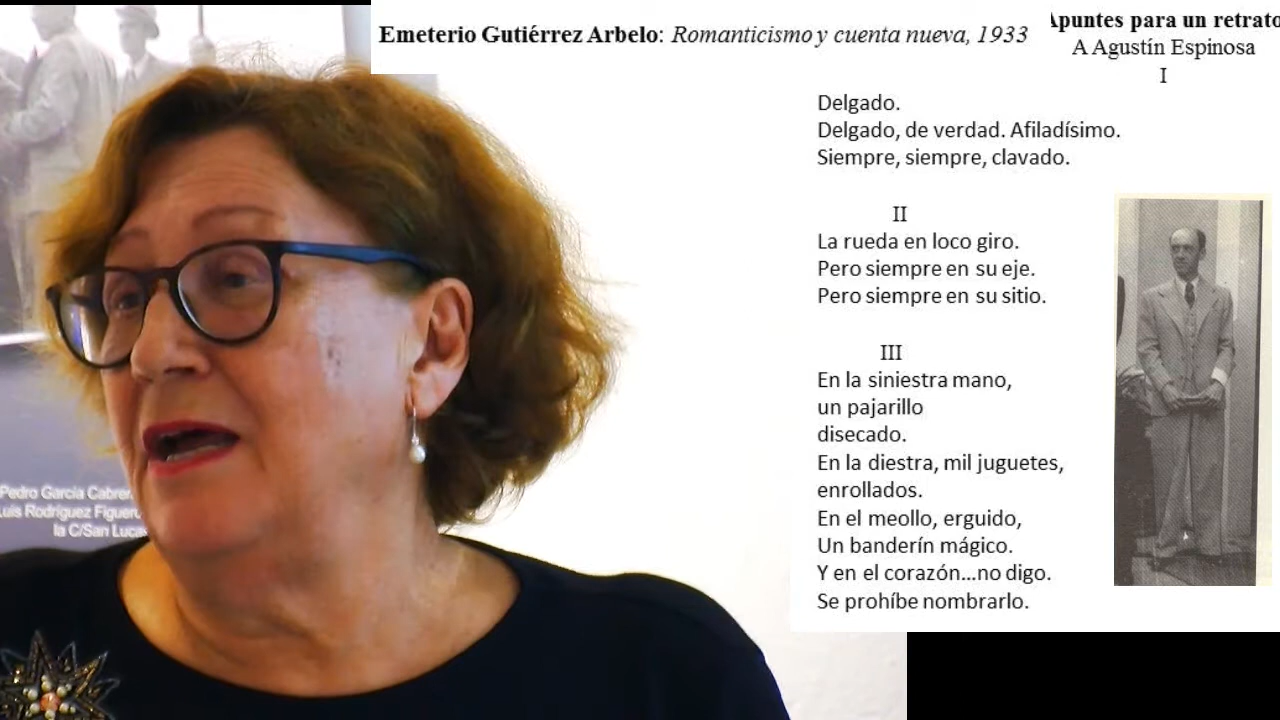 Emeterio Gutiérrez Arbelo: Romanticismo y cuenta nueva, 1933
Apuntes para un retrato
A Agustín Espinosa
I
Delgado.
Delgado, de verdad. Afiladísimo.
Siempre, siempre, clavado.
II
La rueda en loco giro.
Pero siempre en su eje.
Pero siempre en su sitio.
III
En la siniestra mano,
un pajarillo
disecado.
En la diestra, mil juguetes,
enrollados.
En el meollo, erguido,
Un banderín mágico.
Y en el corazón...no digo.
Se prohíbe nombrarlo.
Pedro García Cabrer
Luis Rodríguez Figuero
la C/San Lucas